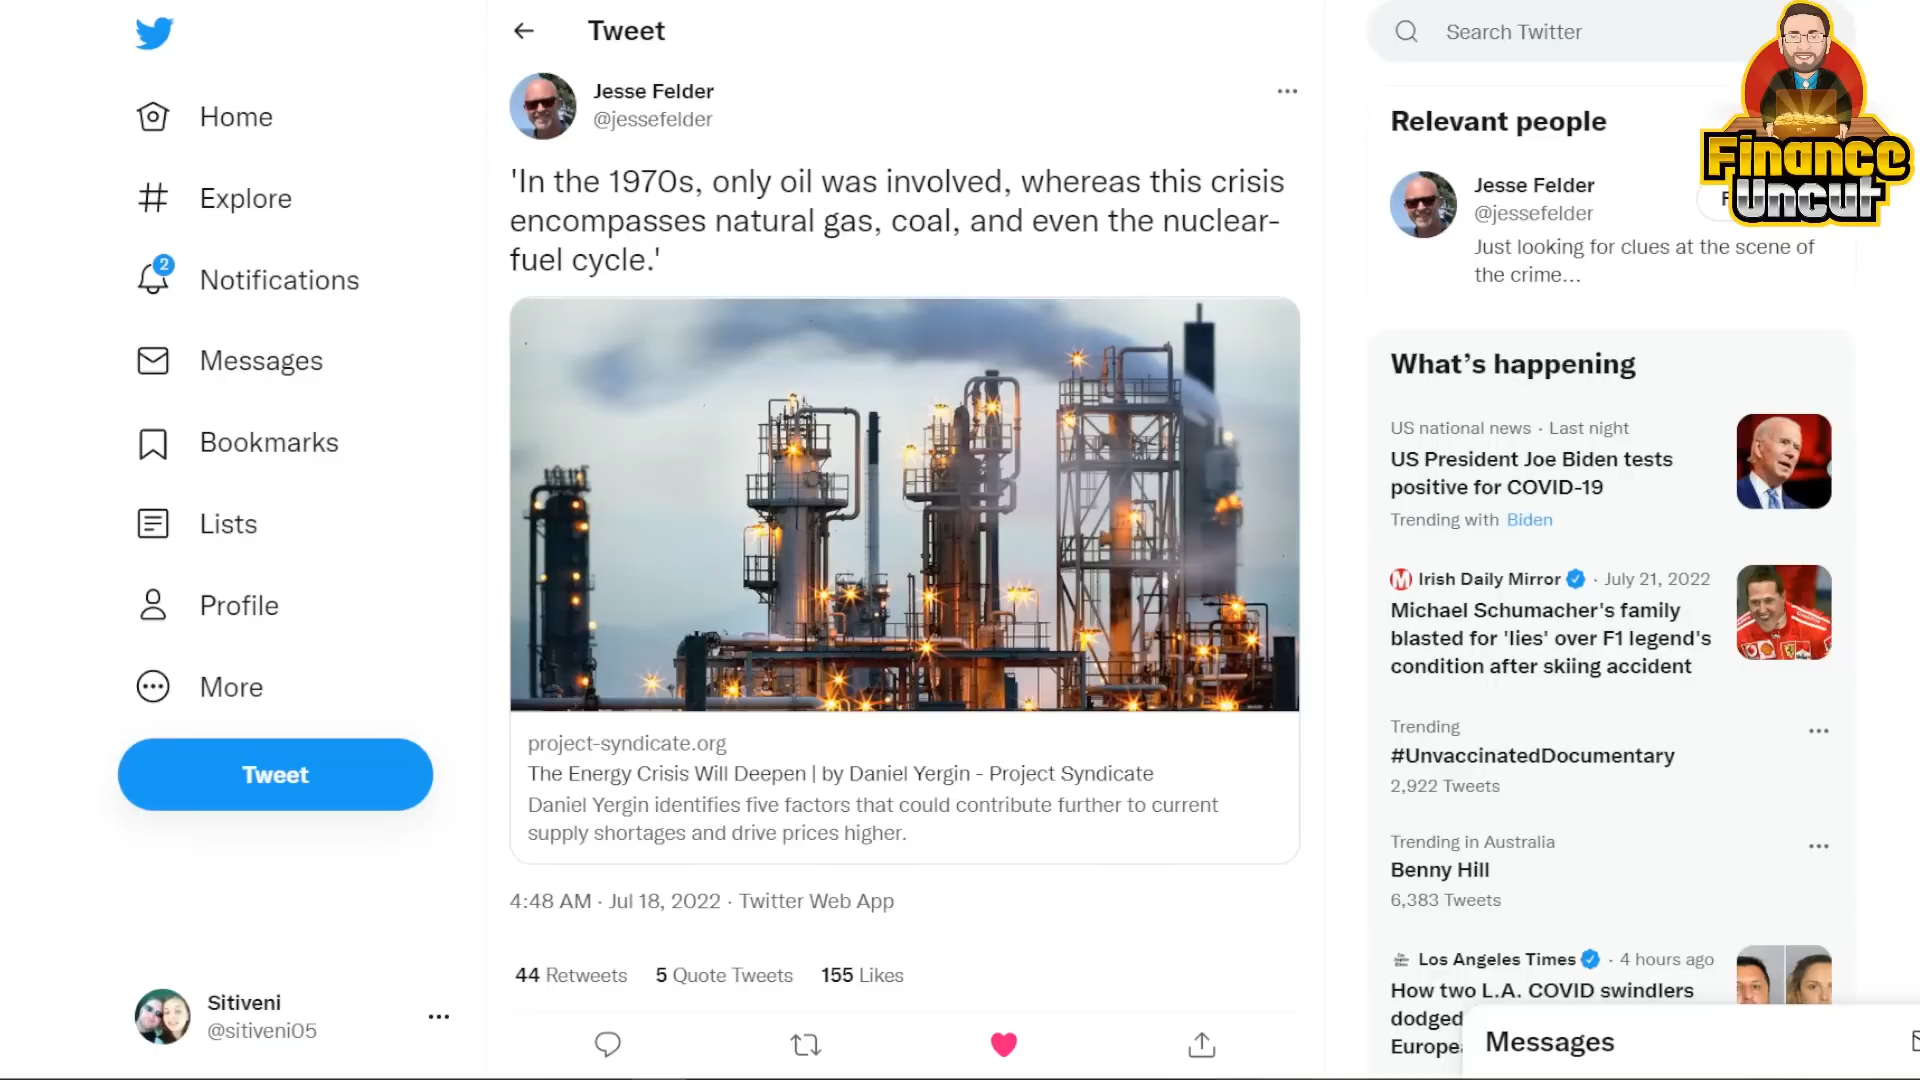 Home
Explore
2
Notifications
Messages
Bookmarks
Lists
Profile
More
Tweet
Sitiveni
@sitiveni05
Tweet
Jesse Felder
@jessefelder
'In the 1970s, only oil was involved, whereas this crisis
encompasses natural gas, coal, and even the nuclear-
fuel cycle.'
project-syndicate.org
The Energy Crisis Will Deepen | by Daniel Yergin - Project Syndicate
Daniel Yergin identifies five factors that could contribute further to current
supply shortages and drive prices higher.
4:48 AM · Jul 18, 2022 · Twitter Web App
44 Retweets 5 Quote Tweets 155 Likes
Search Twitter
Finance
Uncut
Relevant people
Jesse Felder
@jessefelder
Just looking for clues at the scene of
the crime...
What's happening
US national news · Last night
US President Joe Biden tests
positive for COVID-19
Trending with Biden
Irish Daily Mirror · July 21, 2022
Michael Schumacher's family
blasted for 'lies' over F1 legend's
condition after skiing accident
Trending
#UnvaccinatedDocumentary
2,922 Tweets
Trending in Australia
Benny Hill
6,383 Tweets
Los Angeles Times · 4 hours ago
How two L.A. COVID swindlers
dodged
Messages